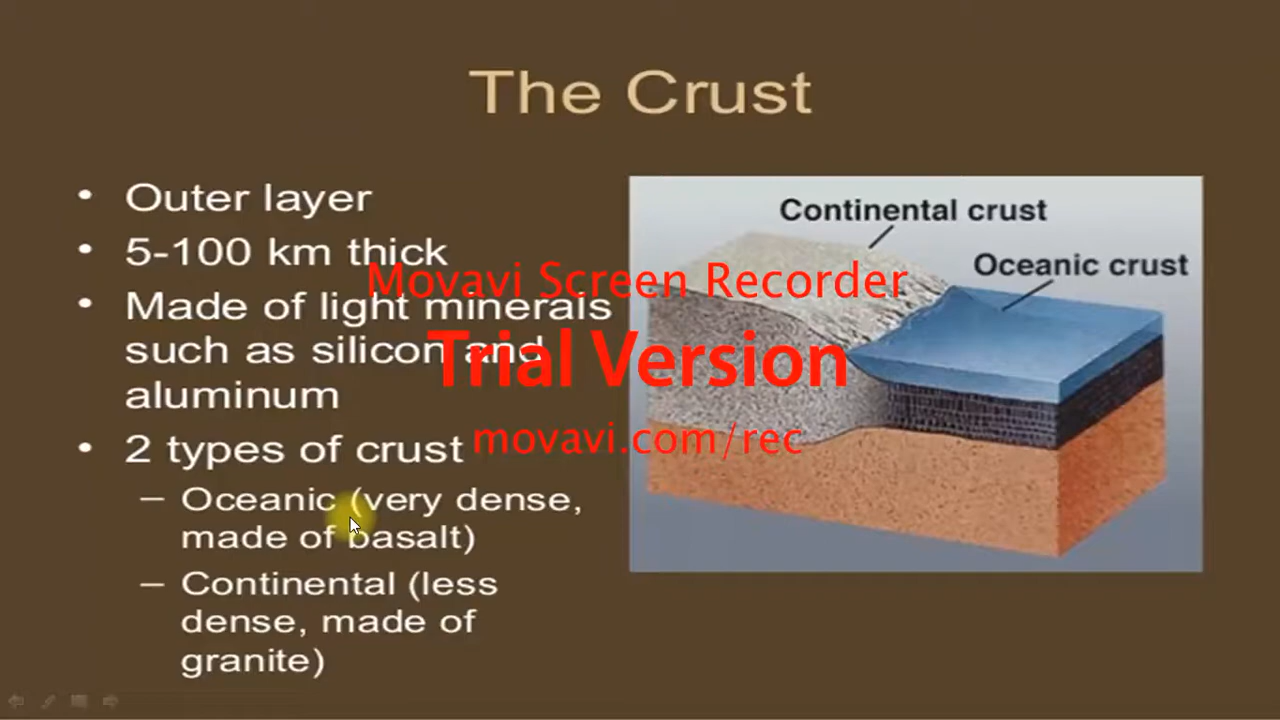 The Crust
• Outer layer
• 5-100 km thick
• Made of light minerals
such as silicon and
aluminum
• 2 types of crust
– Oceanic (very dense,
made of basalt)
– Continental (less
dense, made of
granite)
Continental crust
Oceanic crust
Movavi Screen Recorder
Trial Version
movavi.com/rec